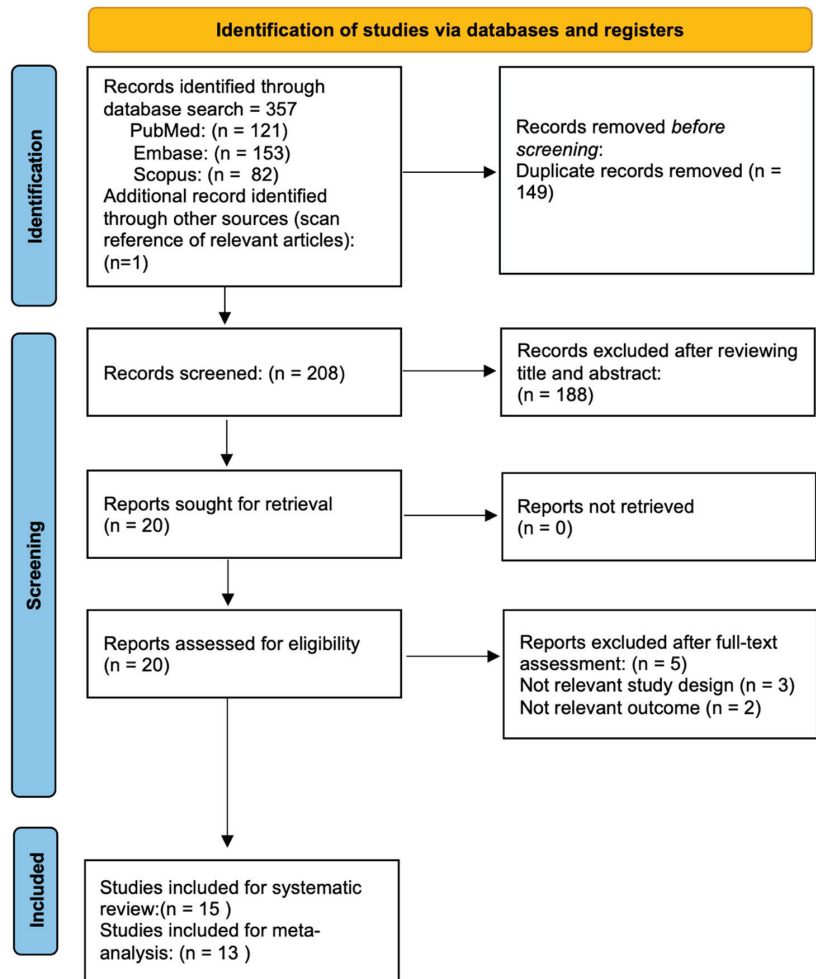 Identification of studies via databases and registers
Identification
Records identified through
database search = 357
PubMed: (n = 121)
Embase: (n = 153)
Scopus: (n = 82)
Additional record identified
through other sources (scan
reference of relevant articles):
(n=1)
Records removed before
screening:
Duplicate records removed (n =
149)
Screening
Records screened: (n = 208)
Records excluded after reviewing
title and abstract:
(n = 188)
Reports sought for retrieval
(n = 20)
Reports not retrieved
(n = 0)
Reports assessed for eligibility
(n = 20)
Reports excluded after full-text
assessment: (n = 5)
Not relevant study design (n = 3)
Not relevant outcome (n = 2)
Included
Studies included for systematic
review:(n = 15 )
Studies included for meta-
analysis: (n = 13 )